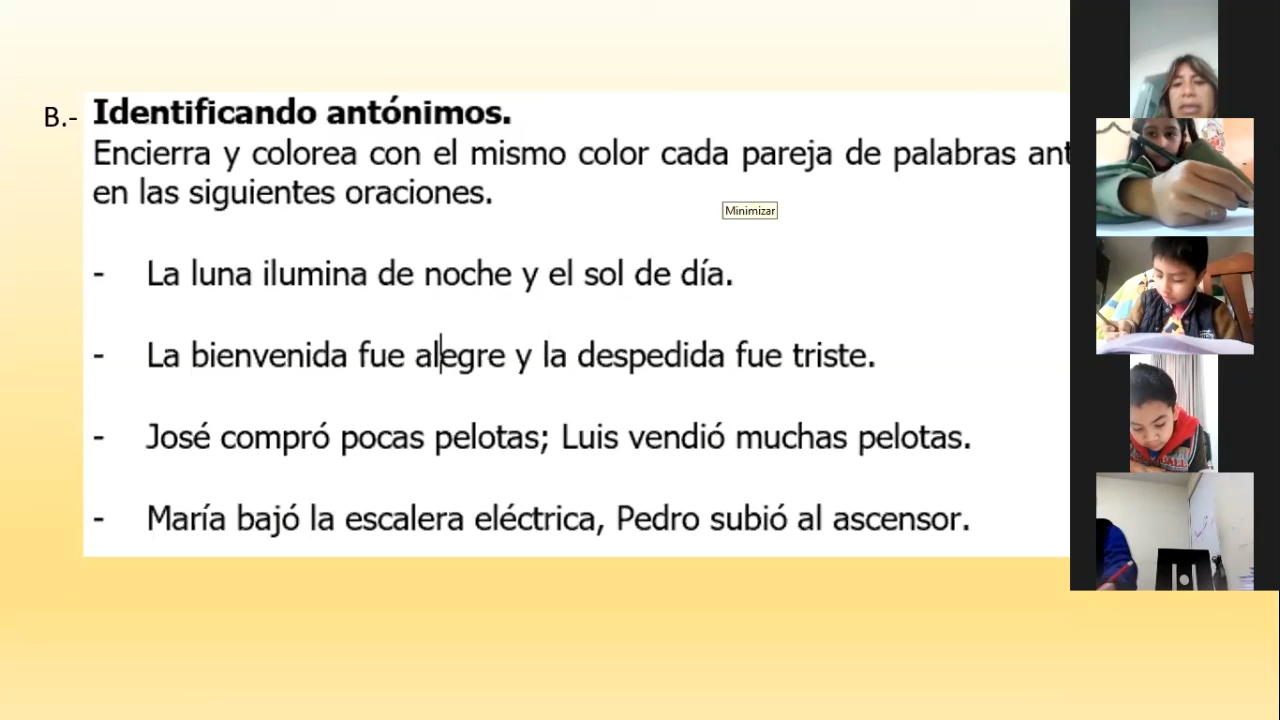 B.- Identificando antónimos.
Encierra y colorea con el mismo color cada pareja de palabras
en las siguientes oraciones.
Minimizar
- La luna ilumina de noche y el sol de día.
- La bienvenida fue alegre y la despedida fue triste.
- José compró pocas pelotas; Luis vendió muchas pelotas.
- María bajó la escalera eléctrica, Pedro subió al ascensor.